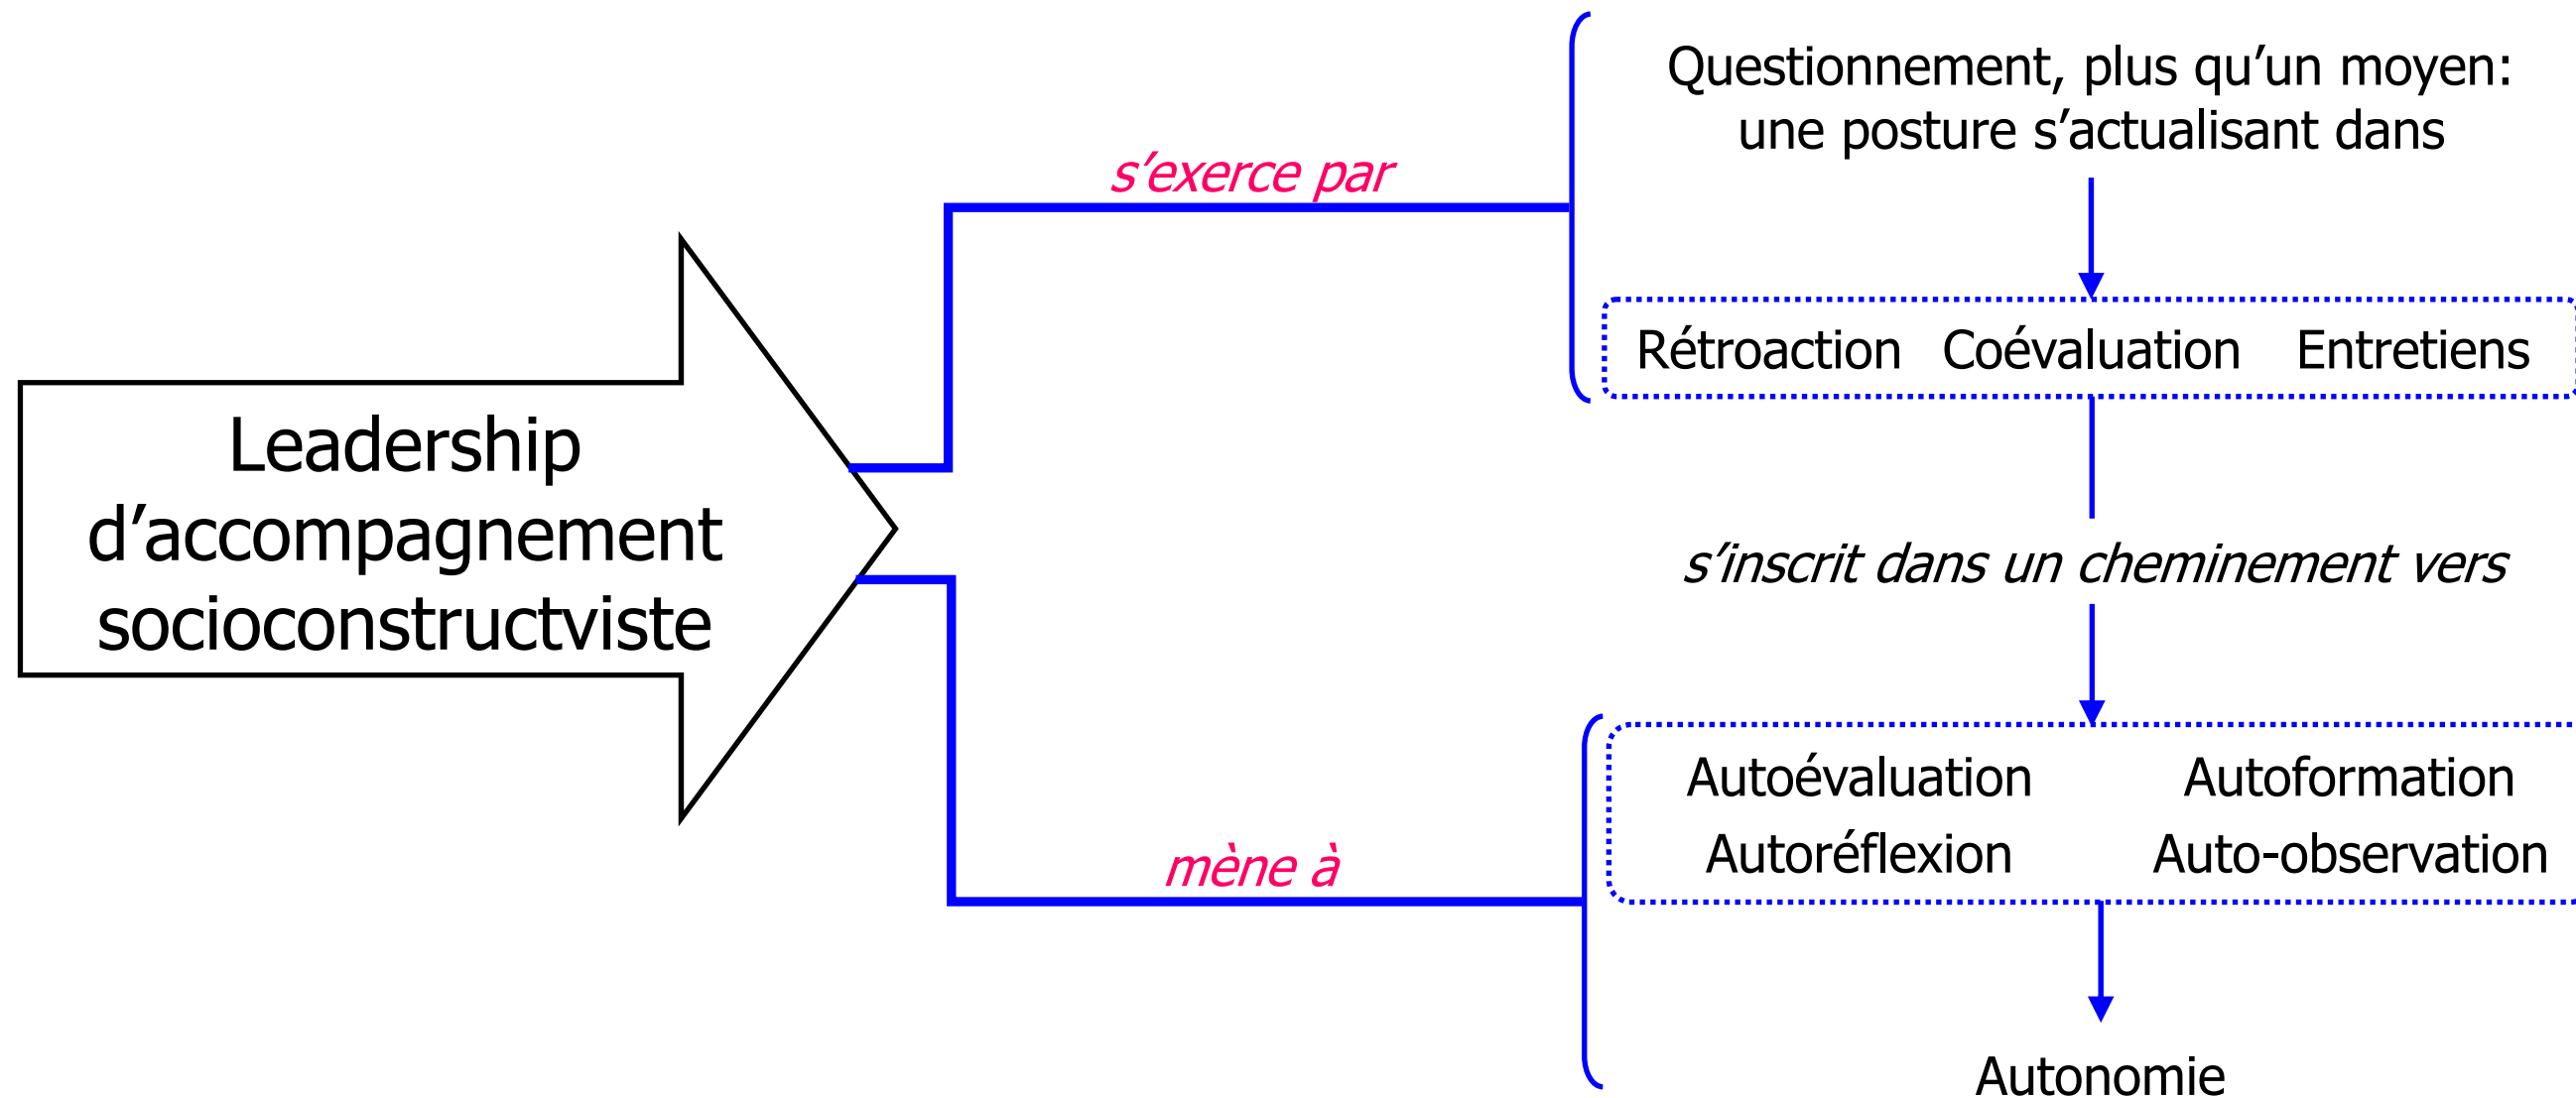 Leadership
d’accompagnement
socioconstructviste
s’exerce par
Questionnement, plus qu’un moyen:
une posture s’actualisant dans
Rétroaction Coévaluation Entretiens
s’inscrit dans un cheminement vers
mène à
Autoévaluation Autoformation
Autoréflexion Auto-observation
Autonomie